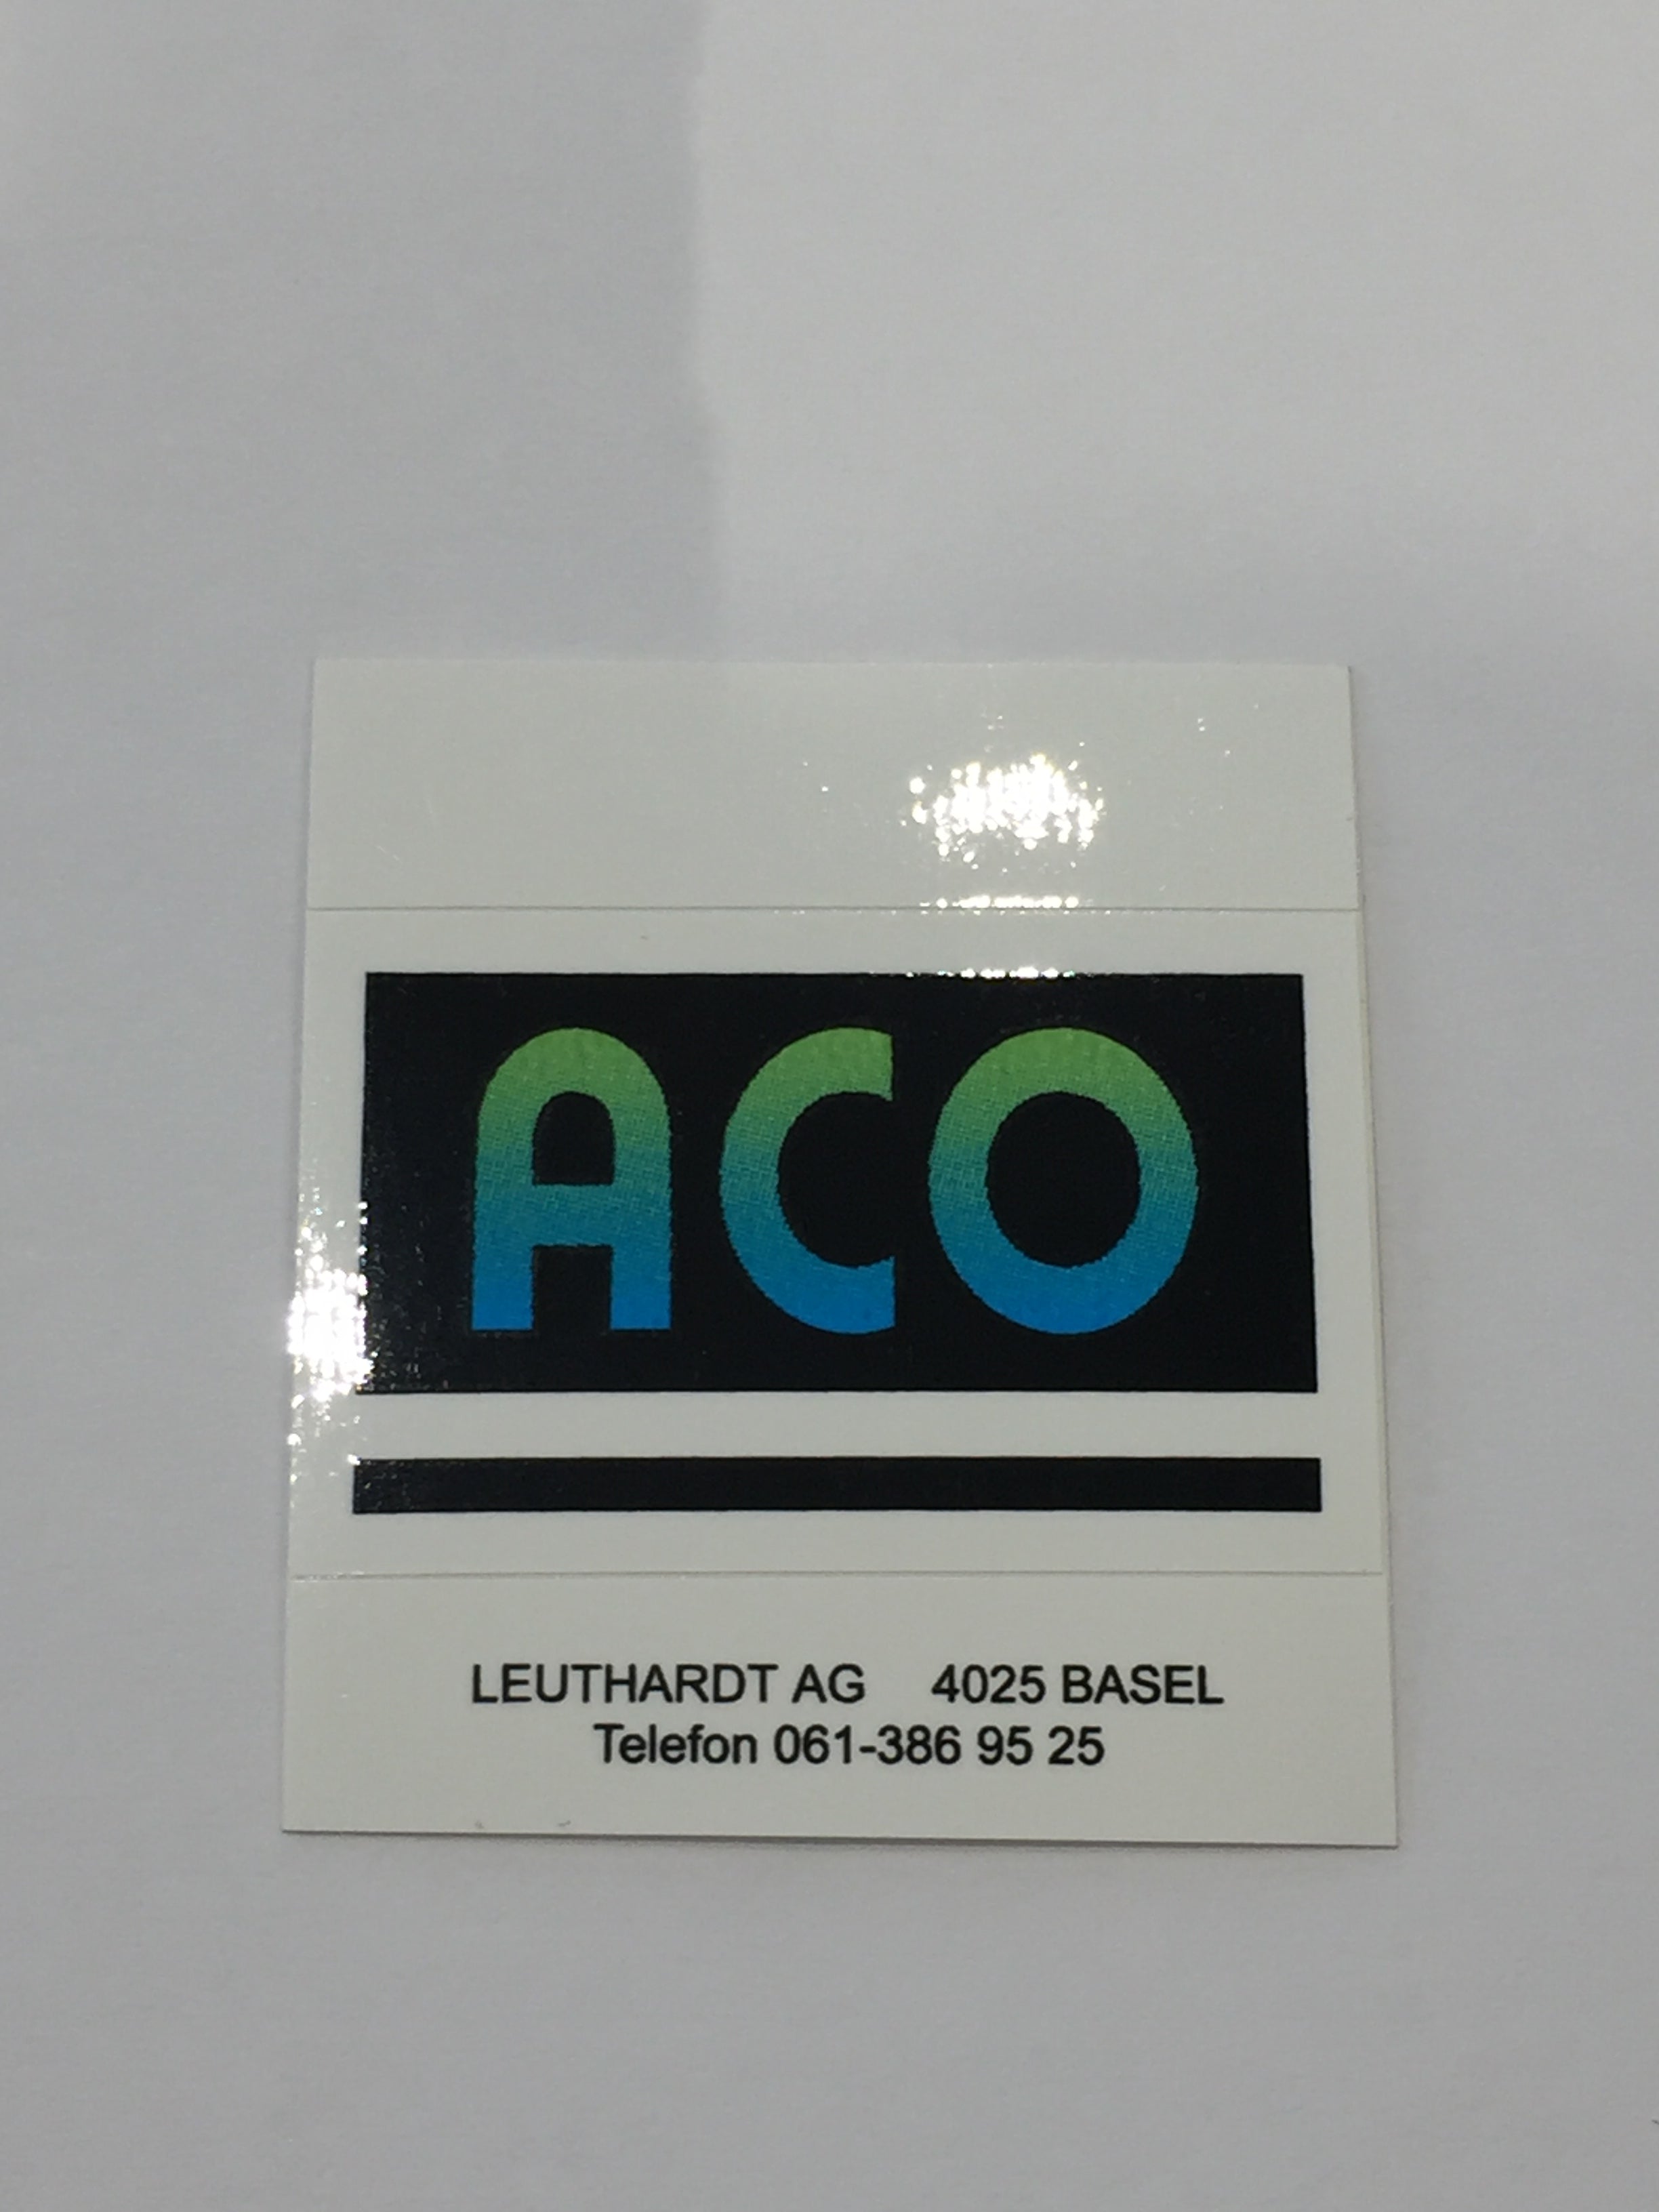 ACO
LEUTHARDT AG 4025 BASEL
Telefon 061-386 95 25